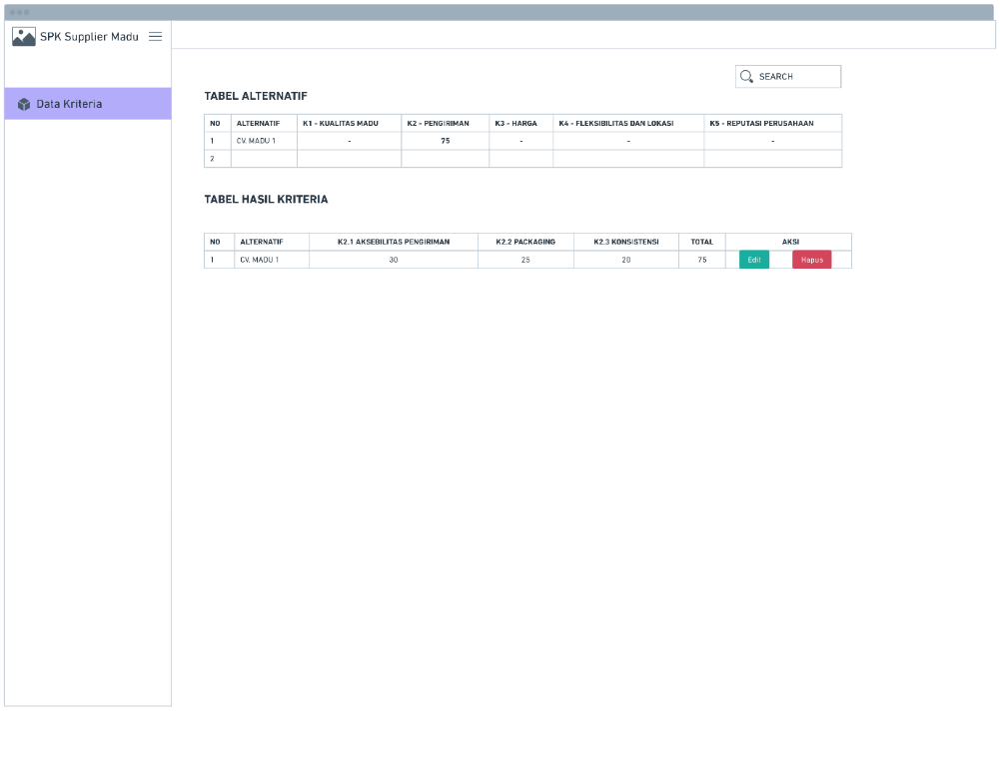 SPK Supplier Madu
SEARCH
Data Kriteria
TABEL ALTERNATIF
NO ALTERNATIF K1 - KUALITAS MADU K2 - PENGIRIMAN K3 - HARGA K4 - FLEKSIBILITAS DAN LOKASI K5 - REPUTASI PERUSAHAAN
1 CV. MADU 1 - 75 - - -
2
TABEL HASIL KRITERIA
NO ALTERNATIF K2.1 AKSEBILITAS PENGIRIMAN K2.2 PACKAGING K2.3 KONSISTENSI TOTAL AKSI
1 CV. MADU 1 30 25 20 75 Edit Hapus